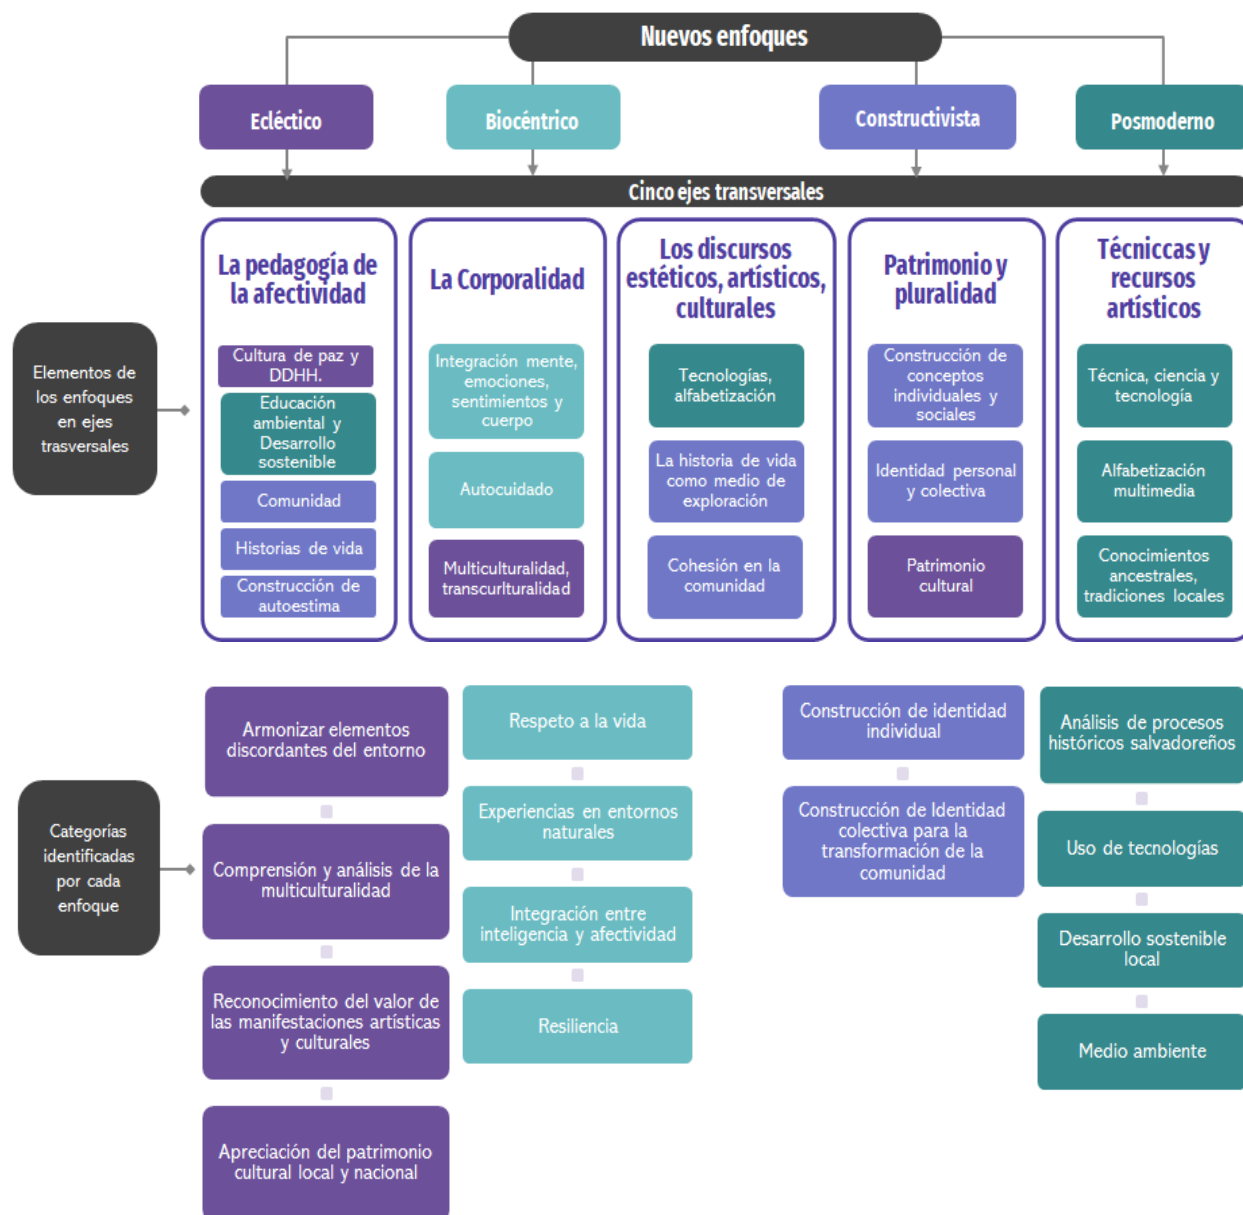 Nuevos enfoques
Ecléctico
Biocéntrico
Constructivista
Posmoderno
Cinco ejes transversales
Elementos de
los enfoques
en ejes
trasversales
La pedagogía de
la afectividad
Cultura de paz y
DDHH.
Educación
ambiental y
Desarrollo
sostenible
Comunidad
Historias de vida
Construcción de
autoestima
La Corporalidad
Integración mente,
emociones,
sentimientos y
cuerpo
Autocuidado
Multiculturalidad,
transcurlturalidad
Los discursos
estéticos, artísticos,
culturales
Tecnologías,
alfabetización
La historia de vida
como medio de
exploración
Cohesión en la
comunidad
Patrimonio y
pluralidad
Construcción de
conceptos
individuales y
sociales
Identidad personal
y colectiva
Patrimonio
cultural
Técniccas y
recursos
artísticos
Técnica, ciencia y
tecnología
Alfabetización
multimedia
Conocimientos
ancestrales,
tradiciones locales
Categorías
identificadas
por cada
enfoque
Armonizar elementos
discordantes del entorno
Comprensión y análisis de la
multiculturalidad
Reconocimiento del valor de
las manifestaciones artísticas
y culturales
Apreciación del patrimonio
cultural local y nacional
Respeto a la vida
Experiencias en entornos
naturales
Integración entre
inteligencia y afectividad
Resiliencia
Construcción de identidad
individual
Construcción de Identidad
colectiva para la
transformación de la
comunidad
Análisis de procesos
históricos salvadoreños
Uso de tecnologías
Desarrollo sostenible
local
Medio ambiente